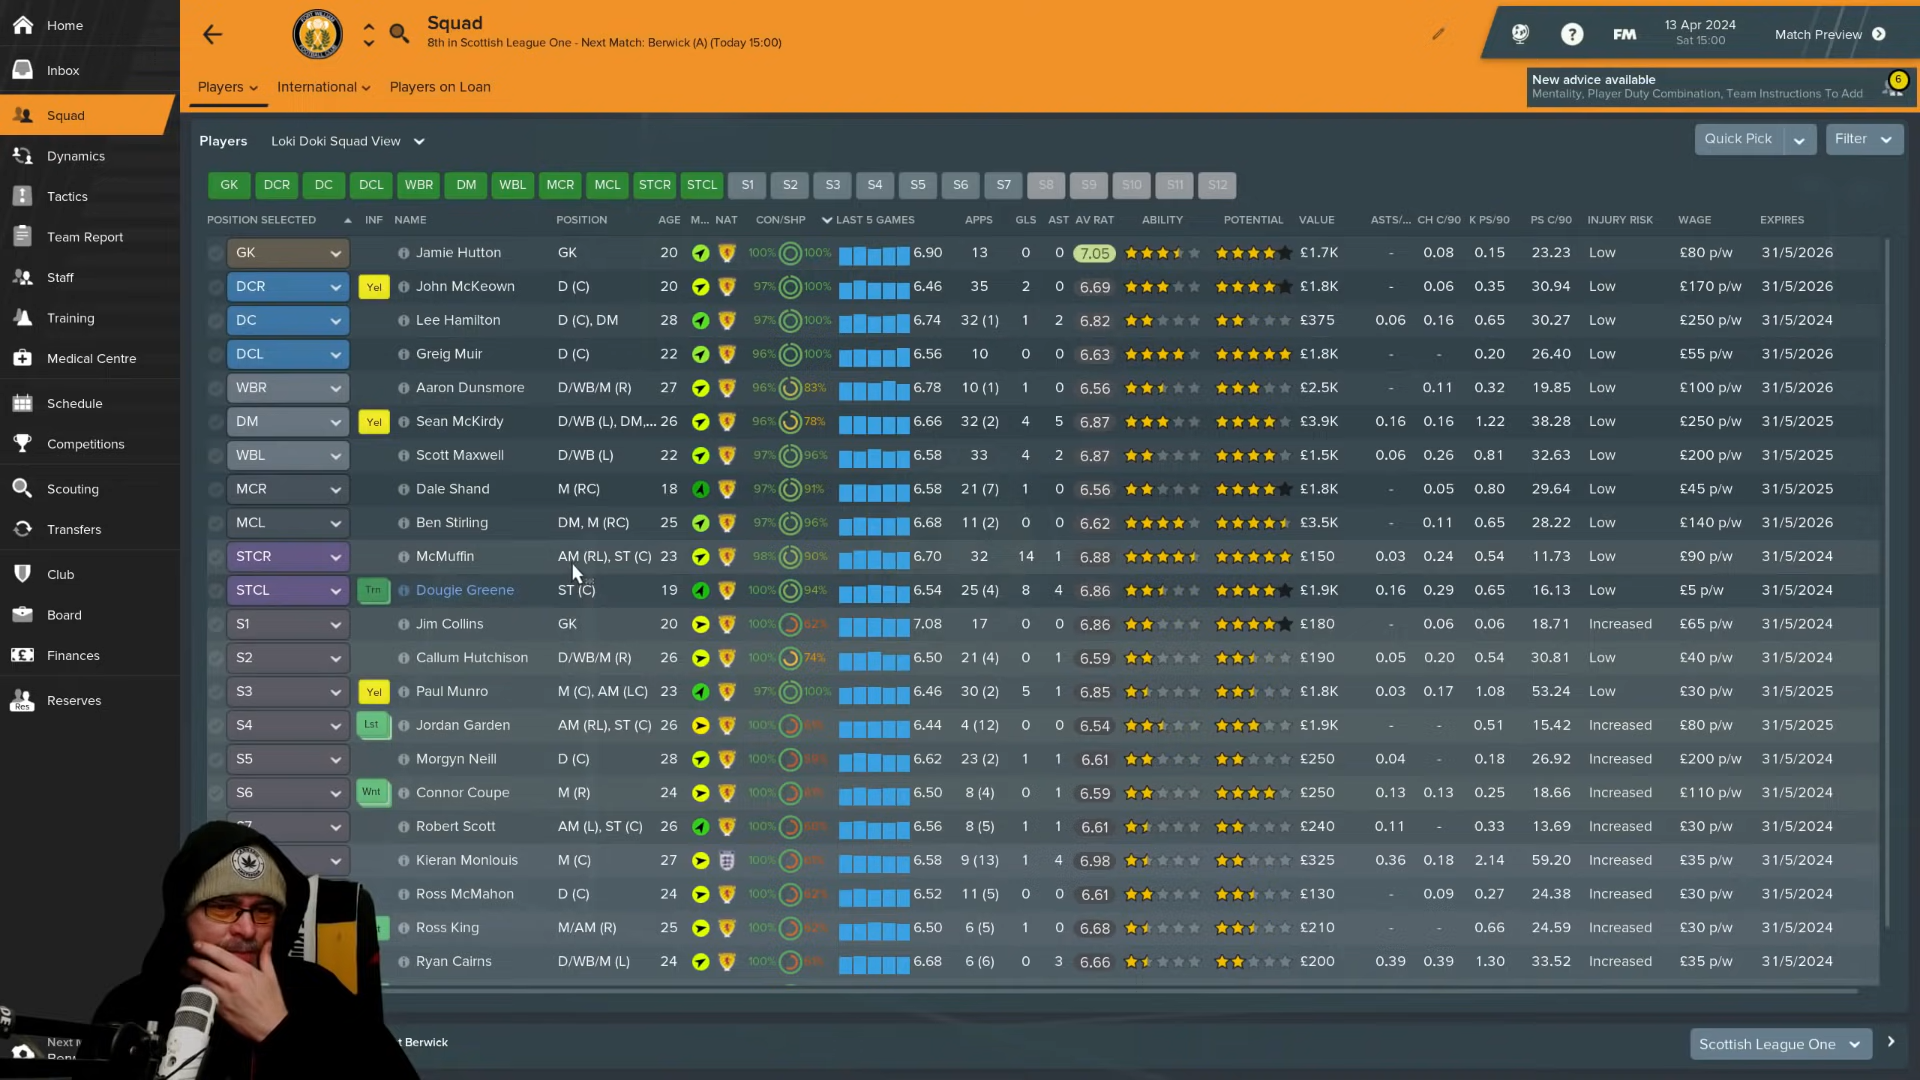 Home
Inbox
Squad
Dynamics
Tactics
Team Report
Staff
Training
Medical Centre
Schedule
Competitions
Scouting
Transfers
Club
Board
Finances
Reserves
Squad
8th in Scottish League One - Next Match: Berwick (A) (Today 15:00)
FM
13 Apr 2024
Sat 15:00
Match Preview
Players International Players on Loan
New advice available 6
Mentality, Player Duty Combination, Team Instructions To Add
Players Loki Doki Squad View Quick Pick Filter
GK DCR DC DCL WBR DM WBL MCR MCL STCR STCL S1 S2 S3 S4 S5 S6 S7 S8 S9 S10 S11 S12
POSITION SELECTED INF NAME POSITION AGE M... NAT CON/SHP LAST 5 GAMES APPS GLS AST AV RAT ABILITY POTENTIAL VALUE ASTS/... CH C/90 K PS/90 PS C/90 INJURY RISK WAGE EXPIRES
GK Jamie Hutton GK 20 100% 100% 6.90 13 0 0 7.05 £1.7K - 0.08 0.15 23.23 Low £80 p/w 31/5/2026
DCR Yel John McKeown D (C) 20 97% 100% 6.46 35 2 0 6.69 £1.8K - 0.06 0.35 30.94 Low £170 p/w 31/5/2026
DC Lee Hamilton D (C), DM 28 97% 100% 6.74 32 (1) 1 2 6.82 £375 0.06 0.16 0.65 30.27 Low £250 p/w 31/5/2024
DCL Greig Muir D (C) 22 96% 100% 6.56 10 0 0 6.63 £1.8K - - 0.20 26.40 Low £55 p/w 31/5/2026
WBR Aaron Dunsmore D/WB/M (R) 27 96% 83% 6.78 10 (1) 1 0 6.56 £2.5K - 0.11 0.32 19.85 Low £100 p/w 31/5/2026
DM Yel Sean McKirdy D/WB (L), DM,... 26 96% 78% 6.66 32 (2) 4 5 6.87 £3.9K 0.16 0.16 1.22 38.28 Low £250 p/w 31/5/2025
WBL Scott Maxwell D/WB (L) 22 97% 96% 6.58 33 4 2 6.87 £1.5K 0.06 0.26 0.81 32.63 Low £200 p/w 31/5/2025
MCR Dale Shand M (RC) 18 97% 91% 6.58 21 (7) 1 0 6.56 £1.8K - 0.05 0.80 29.64 Low £45 p/w 31/5/2025
MCL Ben Stirling DM, M (RC) 25 97% 96% 6.68 11 (2) 0 0 6.62 £3.5K - 0.11 0.65 28.22 Low £140 p/w 31/5/2026
STCR McMuffin AM (RL), ST (C) 23 98% 90% 6.70 32 14 1 6.88 £150 0.03 0.24 0.54 11.73 Low £90 p/w 31/5/2024
STCL Trn Dougie Greene ST (C) 19 100% 94% 6.54 25 (4) 8 4 6.86 £1.9K 0.16 0.29 0.65 16.13 Low £5 p/w 31/5/2024
S1 Jim Collins GK 20 100% 62% 7.08 17 0 0 6.86 £180 - 0.06 0.06 18.71 Increased £65 p/w 31/5/2024
S2 Callum Hutchison D/WB/M (R) 26 100% 74% 6.50 21 (4) 0 1 6.59 £190 0.05 0.20 0.54 30.81 Low £40 p/w 31/5/2024
S3 Yel Paul Munro M (C), AM (LC) 23 97% 100% 6.46 30 (2) 5 1 6.85 £1.8K 0.03 0.17 1.08 53.24 Low £30 p/w 31/5/2025
S4 Lst Jordan Garden AM (RL), ST (C) 26 100% 6.44 4 (12) 0 0 6.54 £1.9K - - 0.51 15.42 Increased £80 p/w 31/5/2025
S5 Morgyn Neill D (C) 28 100% 6.62 23 (2) 1 1 6.61 £250 0.04 - 0.18 26.92 Increased £200 p/w 31/5/2024
S6 Wnt Connor Coupe M (R) 24 100% 6.50 8 (4) 0 1 6.59 £250 0.13 0.13 0.25 18.66 Increased £110 p/w 31/5/2024
Robert Scott AM (L), ST (C) 26 100% 6.56 8 (5) 1 1 6.61 £240 0.11 - 0.33 13.69 Increased £30 p/w 31/5/2024
Kieran Monlouis M (C) 27 100% 6.58 9 (13) 1 4 6.98 £325 0.36 0.18 2.14 59.20 Increased £35 p/w 31/5/2024
Ross McMahon D (C) 24 100% 6.52 11 (5) 0 0 6.61 £130 - 0.09 0.27 24.38 Increased £30 p/w 31/5/2024
Ross King M/AM (R) 25 100% 6.50 6 (5) 1 0 6.68 £210 - - 0.66 24.59 Increased £30 p/w 31/5/2024
Ryan Cairns D/WB/M (L) 24 100% 6.68 6 (6) 0 3 6.66 £200 0.39 0.39 1.30 33.52 Increased £35 p/w 31/5/2024
Berwick
Scottish League One